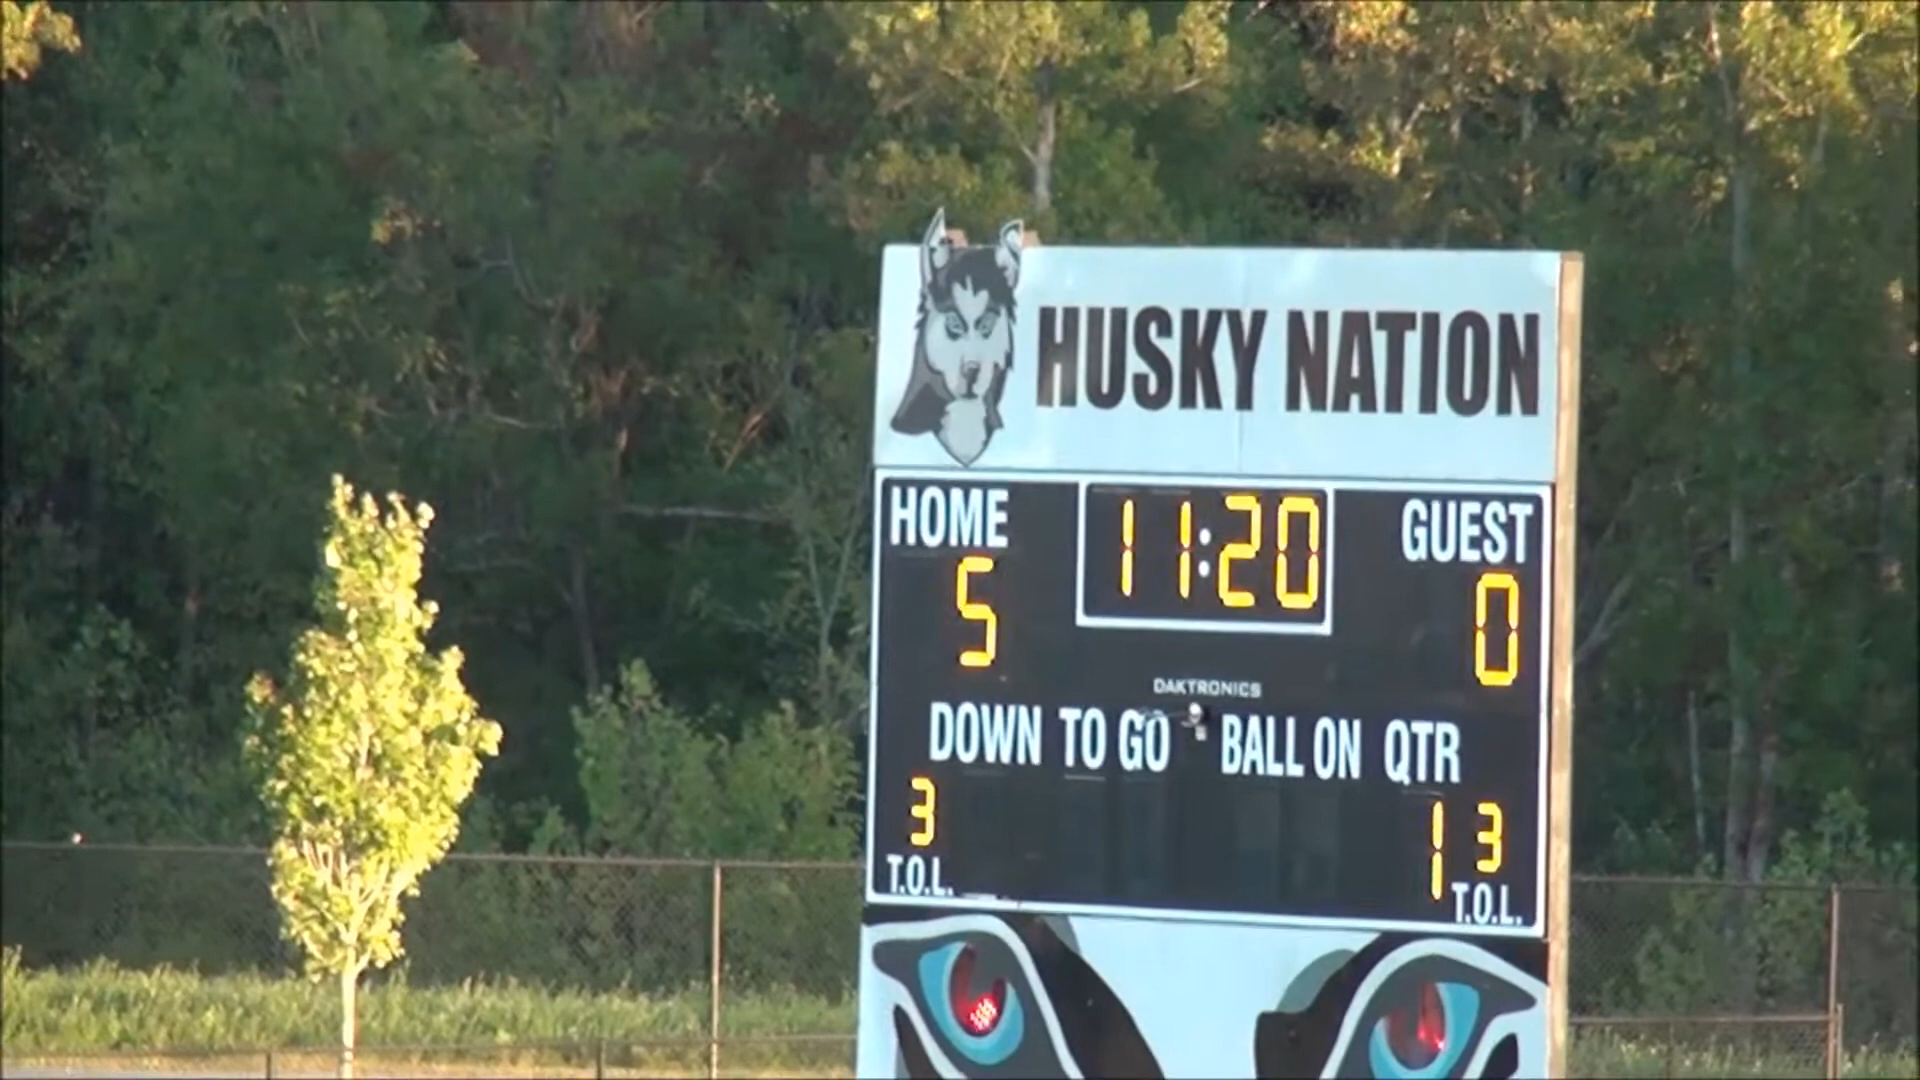 HUSKY NATION
HOME 11:20 GUEST
5 0
DAKTRONICS
DOWN TO GO BALL ON QTR
3 1 3
T.O.L. T.O.L.